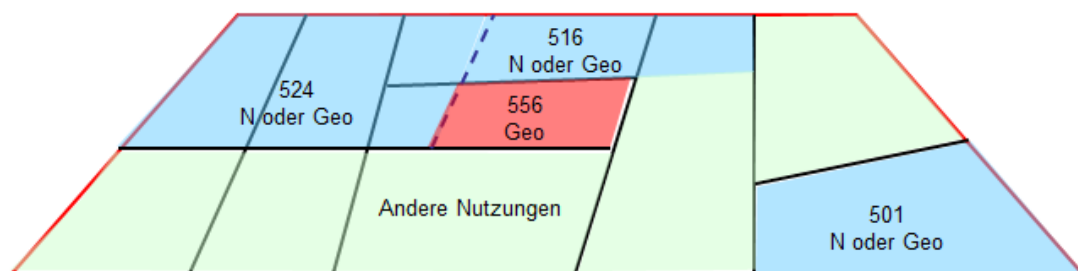 516
N oder Geo
524
N oder Geo
556
Geo
Andere Nutzungen
501
N oder Geo